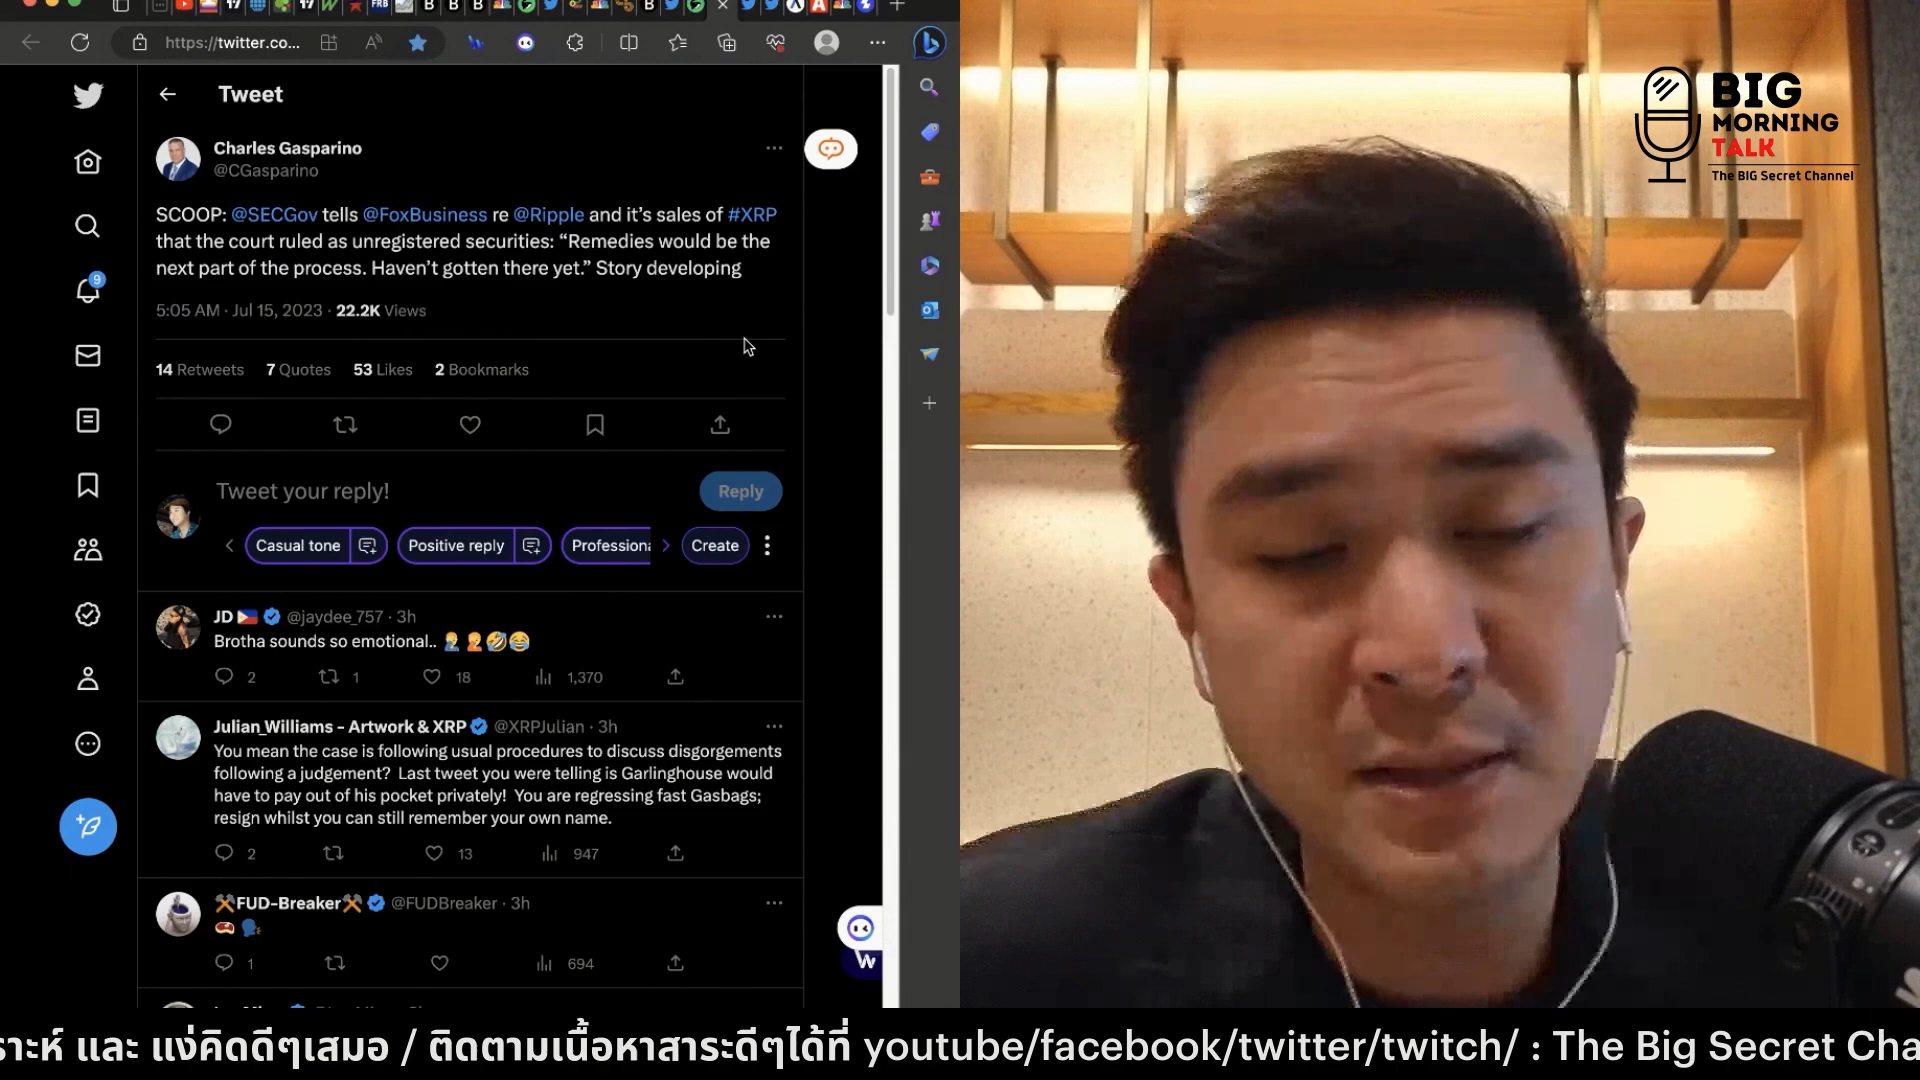 https://twitter.co...
Tweet
Charles Gasparino
@CGasparino
SCOOP: @SECGov tells @FoxBusiness re @Ripple and it’s sales of #XRP
that the court ruled as unregistered securities: “Remedies would be the
next part of the process. Haven’t gotten there yet.” Story developing
5:05 AM · Jul 15, 2023 · 22.2K Views
14 Retweets 7 Quotes 53 Likes 2 Bookmarks
Tweet your reply!
Reply
Casual tone
Positive reply
Professiona
Create
JD @jaydee_757 · 3h
Brotha sounds so emotional..
2 1 18 1,370
Julian_Williams - Artwork & XRP @XRPJulian · 3h
You mean the case is following usual procedures to discuss disgorgements
following a judgement? Last tweet you were telling is Garlinghouse would
have to pay out of his pocket privately! You are regressing fast Gasbags;
resign whilst you can still remember your own name.
2 13 947
FUD-Breaker @FUDBreaker · 3h
1 694
9
BIG
MORNING
TALK
The BIG Secret Channel
ราะห์ และ แง่คิดดีๆเสมอ / ติดตามเนื้อหาสาระดีๆได้ที่ youtube/facebook/twitter/twitch/ : The Big Secret Cha